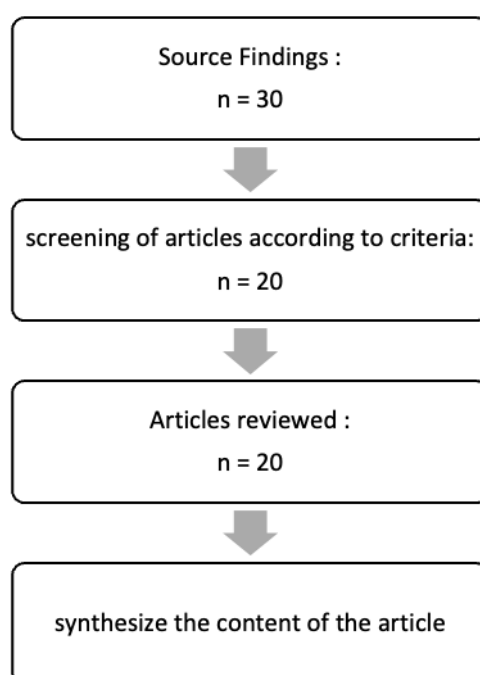 Source Findings :
n = 30
screening of articles according to criteria:
n = 20
Articles reviewed :
n = 20
synthesize the content of the article